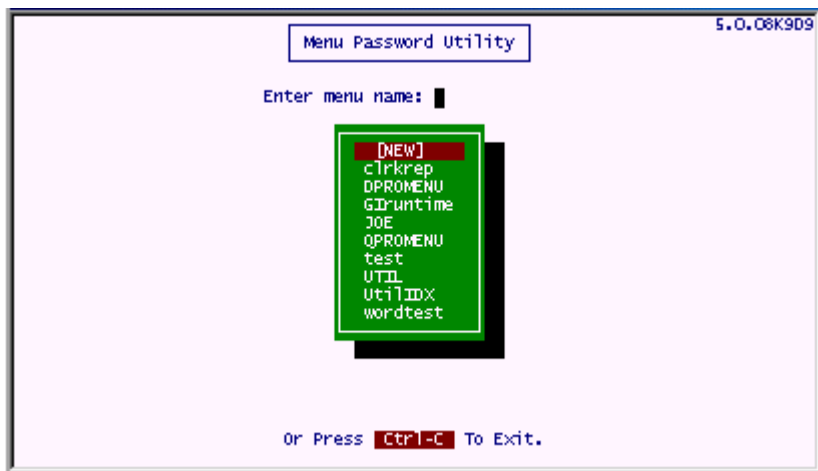 5.0.08K9D9
Menu Password Utility
Enter menu name:
[NEW]
clrkrep
DPROMENU
GIruntime
JOE
QPROMENU
test
UTIL
UtilIDX
wordtest
Or Press Ctrl-C To Exit.